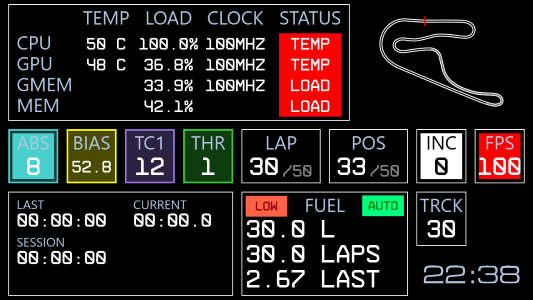 TEMP LOAD CLOCK STATUS
CPU 50 C 100.0% 100MHZ TEMP
GPU 48 C 36.8% 100MHZ TEMP
GMEM 33.9% 100MHZ LOAD
MEM 42.1% LOAD
ABS BIAS TC1 THR LAP POS INC FPS
8 52.8 12 1 30/50 33/50 0 100
LAST CURRENT
00:00:00 00:00.0
SESSION
00:00:00
LOW FUEL AUTO
30.0 L
30.0 LAPS
2.67 LAST
TRCK
30
22:38